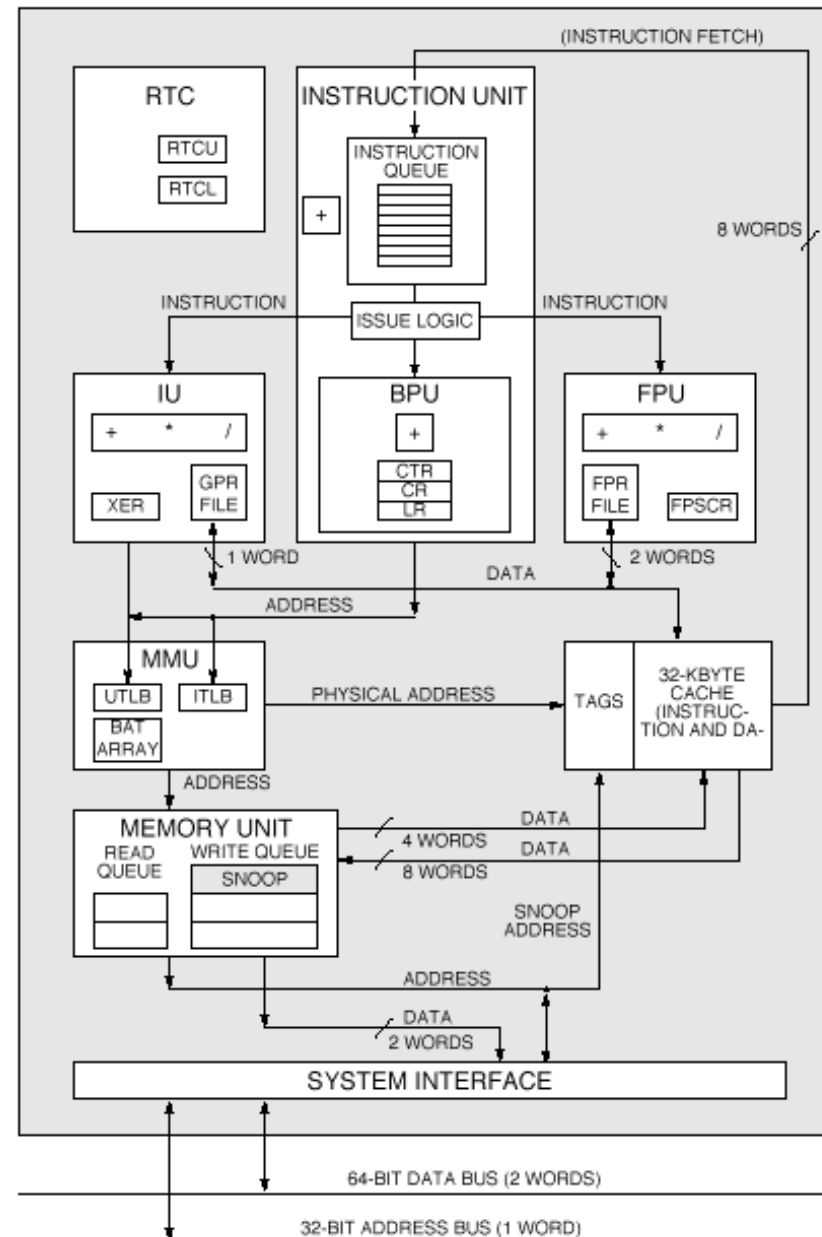 (INSTRUCTION FETCH)
RTC
RTCU
RTCL
INSTRUCTION UNIT
INSTRUCTION
QUEUE
+
8 WORDS
INSTRUCTION
ISSUE LOGIC
INSTRUCTION
IU
+ * /
XER
GPR
FILE
BPU
+
CTR
CR
LR
FPU
+ * /
FPR
FILE
FPSCR
1 WORD
2 WORDS
DATA
ADDRESS
MMU
UTLB
ITLB
BAT
ARRAY
PHYSICAL ADDRESS
TAGS
32-KBYTE
CACHE
(INSTRUC-
TION AND DA-
ADDRESS
MEMORY UNIT
READ
QUEUE
WRITE QUEUE
SNOOP
DATA
4 WORDS
DATA
8 WORDS
SNOOP
ADDRESS
ADDRESS
DATA
2 WORDS
SYSTEM INTERFACE
64-BIT DATA BUS (2 WORDS)
32-BIT ADDRESS BUS (1 WORD)